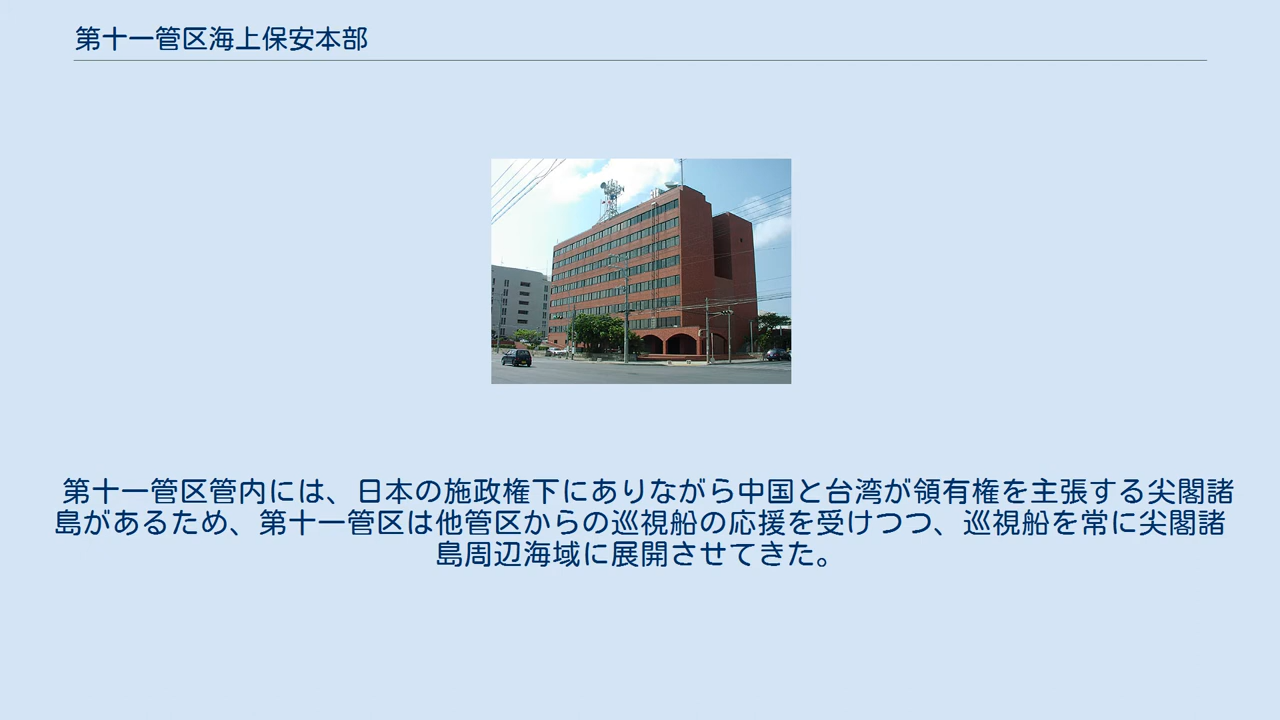 第十一管区海上保安本部
第十一管区管内には、日本の施政権下にありながら中国と台湾が領有権を主張する尖閣諸
島があるため、第十一管区は他管区からの巡視船の応援を受けつつ、巡視船を常に尖閣諸
島周辺海域に展開させてきた。